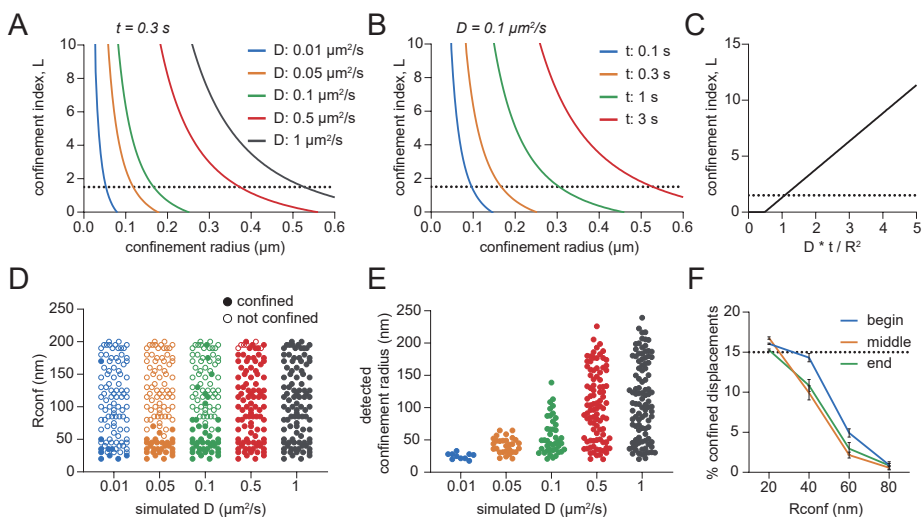 A
t = 0.3 s
confinement index, L
10
8
6
4
2
0
D: 0.01 µm²/s
D: 0.05 µm²/s
D: 0.1 µm²/s
D: 0.5 µm²/s
D: 1 µm²/s
0.0 0.1 0.2 0.3 0.4 0.5 0.6
confinement radius (µm)
B
D = 0.1 µm²/s
confinement index, L
10
8
6
4
2
0
t: 0.1 s
t: 0.3 s
t: 1 s
t: 3 s
0.0 0.1 0.2 0.3 0.4 0.5 0.6
confinement radius (µm)
C
confinement index, L
15
10
5
0
0 1 2 3 4 5
D * t / R²
D
confined
not confined
Rconf (nm)
250
200
150
100
50
0
0.01 0.05 0.1 0.5 1
simulated D (µm²/s)
E
detected
confinement radius (nm)
250
200
150
100
50
0
0.01 0.05 0.1 0.5 1
simulated D (µm²/s)
F
% confined displacements
20
15
10
5
0
begin
middle
end
20 40 60 80
Rconf (nm)